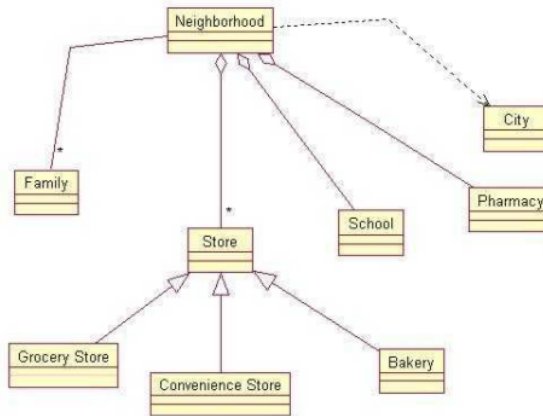 Neighborhood
City
*
Family
Pharmacy
*
School
Store
Grocery Store
Bakery
Convenience Store